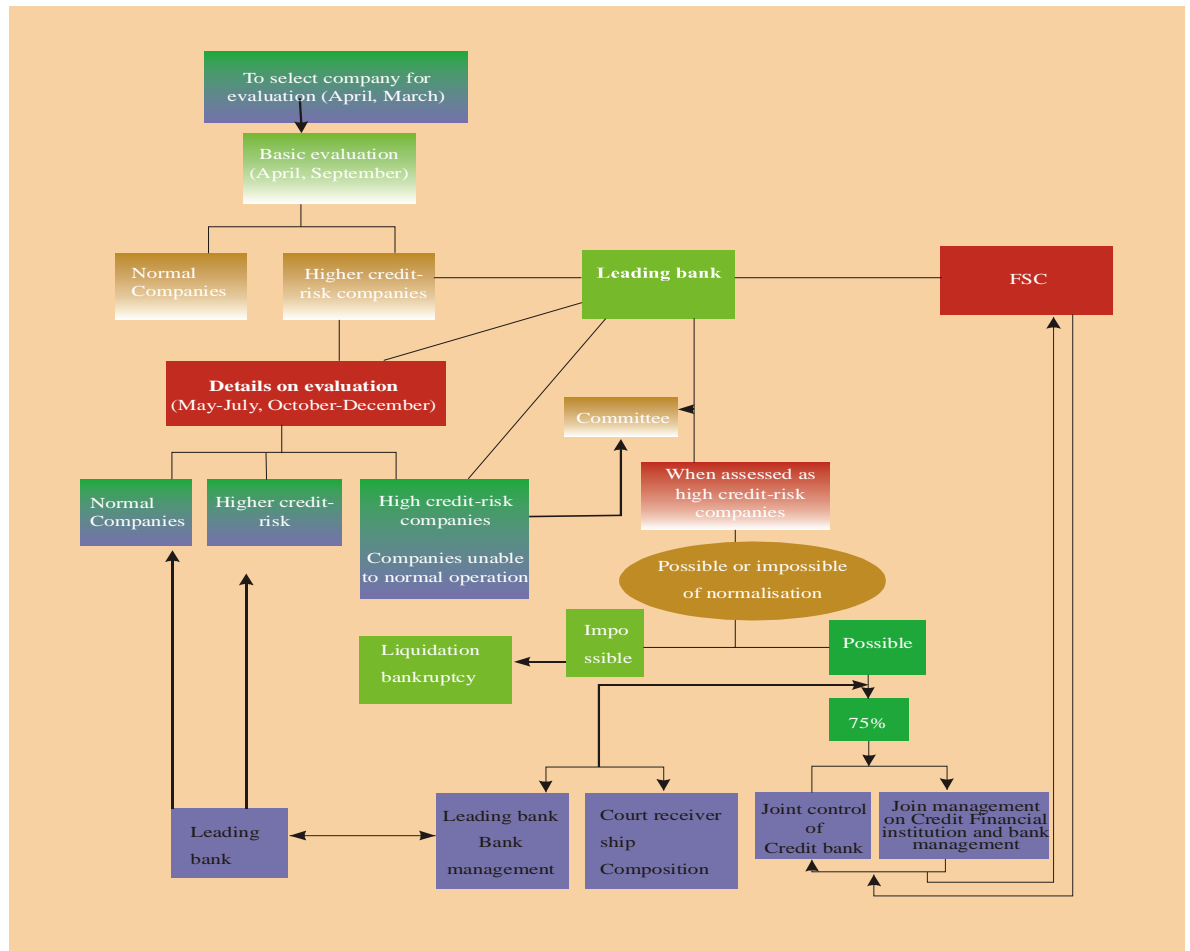 To select company for
evaluation (April, March)
Basic evaluation
(April, September)
Normal
Companies
Higher credit-
risk companies
Leading bank
FSC
Details on evaluation
(May-July, October-December)
Committee
Normal
Companies
Higher credit-
risk
High credit-risk
companies
Companies unable
to normal operation
When assessed as
high credit-risk
companies
Possible or impossible
of normalisation
Impo
ssible
Possible
Liquidation
bankruptcy
75%
Leading
bank
Leading bank
Bank
management
Court receiver
ship
Composition
Joint control
of
Credit bank
Join management
on Credit Financial
institution and bank
management